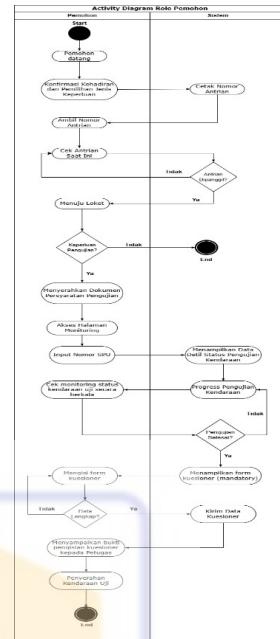 Activity Diagram Role Pemohon
Pemohon
Sistem
Start
Pemohon
datang
Konfirmasi Kehadiran
dan Pemilihan Jenis
Keperluan
Cetak Nomor
Antrian
Ambil Nomor
Antrian
Cek Antrian
Saat Ini
Antrian
Dipanggil?
Tidak
Ya
Menuju Loket
Keperluan
Pengujian?
Tidak
End
Ya
Menyerahkan Dokumen
Persyaratan Pengujian
Akses Halaman
Monitoring
Input Nomor
Menampilkan Data
Detil Status Pengujian
Kendaraan
Cek monitoring status
kendaraan uji secara
berkala
Progress Pengujian
Kendaraan
Tidak
Pengujian
Selesai?
Ya
Mengisi form
kuesioner
Menampilkan form
kuesioner (mandatory)
Tidak
Data
Lengkap?
Ya
Kirim Data
Kuesioner
Menyampaikan bukti
pengisian kuesioner
kepada Petugas
Penyerahan
Kendaraan Uji
End